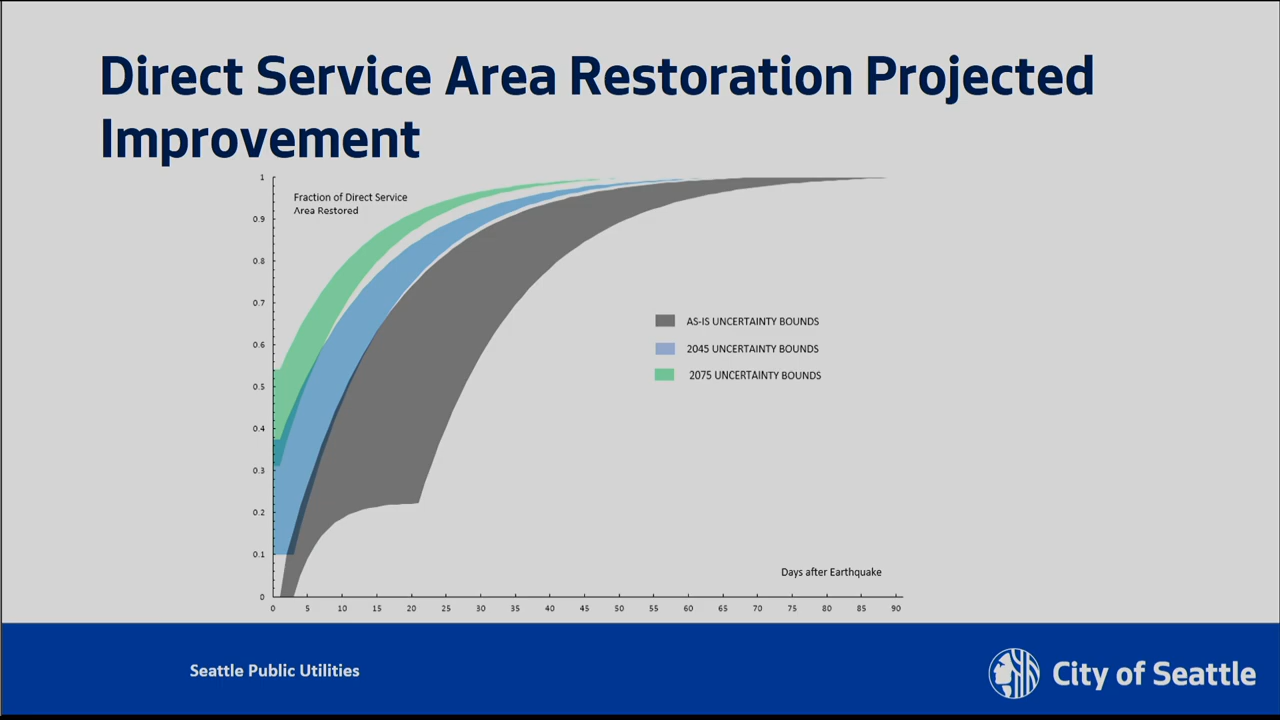 Direct Service Area Restoration Projected
Improvement
1
0.9
0.8
0.7
0.6
0.5
0.4
0.3
0.2
0.1
0
Fraction of Direct Service
Area Restored
AS-IS UNCERTAINTY BOUNDS
2045 UNCERTAINTY BOUNDS
2075 UNCERTAINTY BOUNDS
Days after Earthquake
0 5 10 15 20 25 30 35 40 45 50 55 60 65 70 75 80 85 90
Seattle Public Utilities
City of Seattle